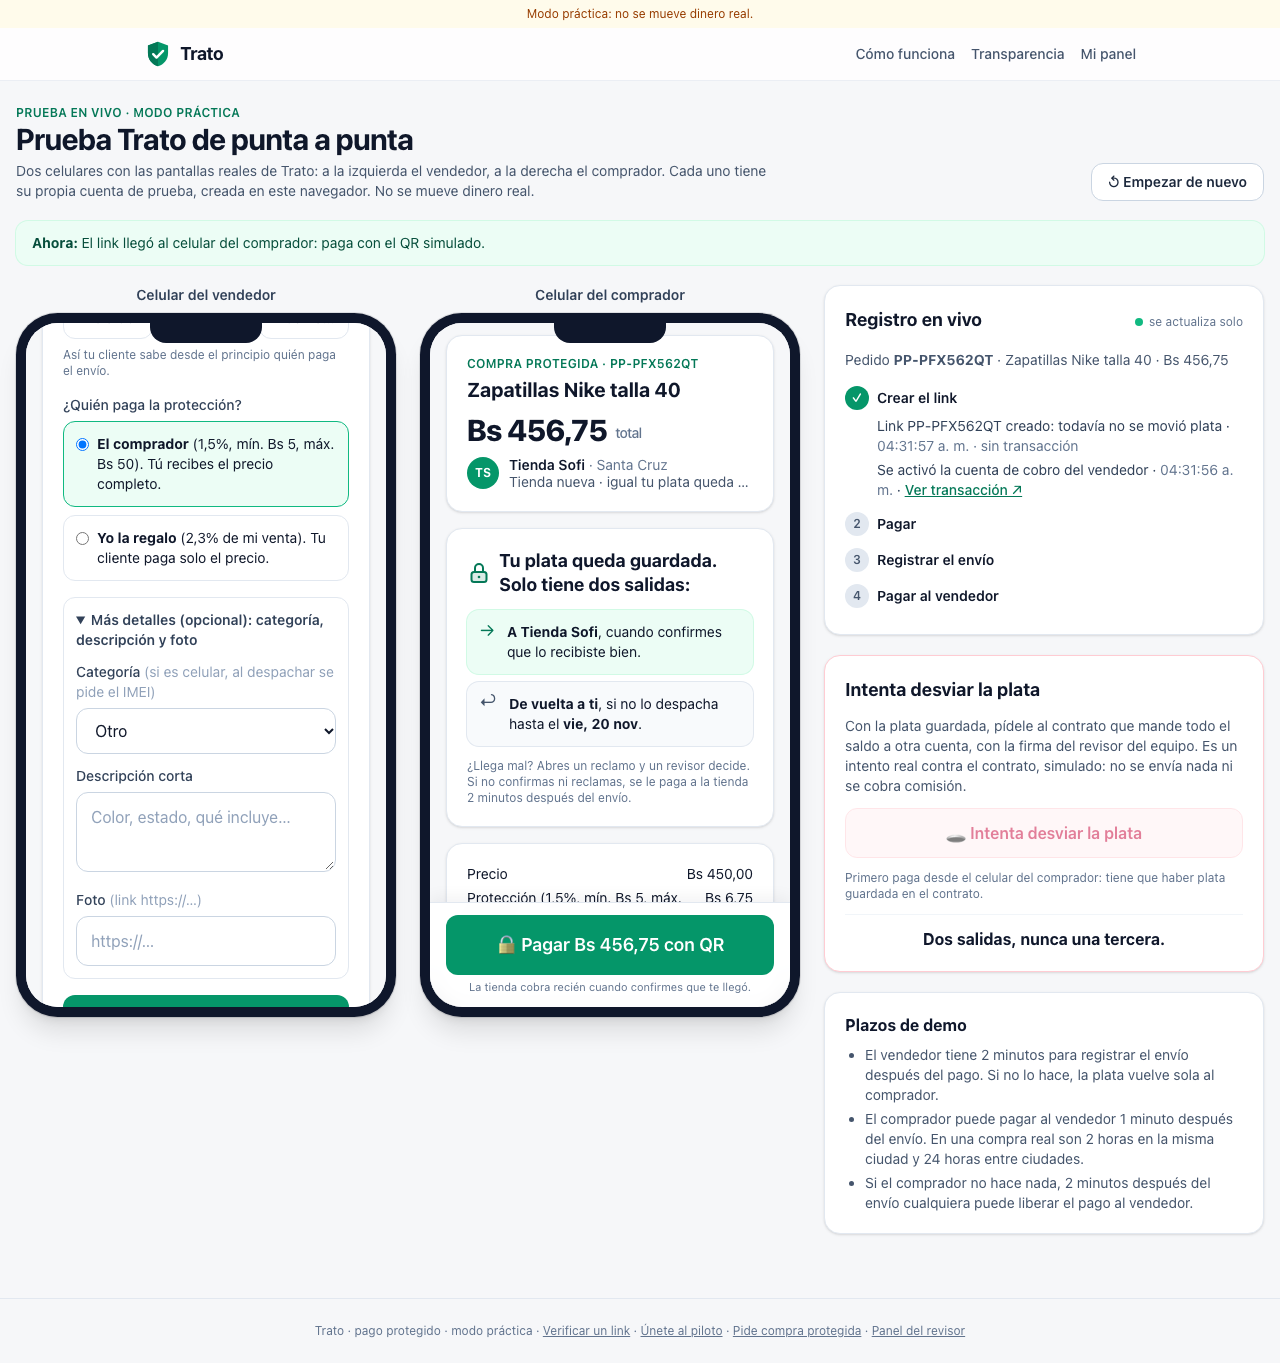 Modo práctica: no se mueve dinero real.
Trato
Cómo funciona
Transparencia
Mi panel
PRUEBA EN VIVO · MODO PRÁCTICA
Prueba Trato de punta a punta
Dos celulares con las pantallas reales de Trato: a la izquierda el vendedor, a la derecha el comprador. Cada uno tiene
su propia cuenta de prueba, creada en este navegador. No se mueve dinero real.
Empezar de nuevo
Ahora: El link llegó al celular del comprador: paga con el QR simulado.
Celular del vendedor
Así tu cliente sabe desde el principio quién paga
el envío.
¿Quién paga la protección?
El comprador (1,5%, mín. Bs 5, máx.
Bs 50). Tú recibes el precio
completo.
Yo la regalo (2,3% de mi venta). Tu
cliente paga solo el precio.
▼ Más detalles (opcional): categoría,
descripción y foto
Categoría (si es celular, al despachar se
pide el IMEI)
Otro
Descripción corta
Color, estado, qué incluye...
Foto (link https://...)
https://...
Celular del comprador
COMPRA PROTEGIDA · PP-PFX562QT
Zapatillas Nike talla 40
Bs 456,75 total
TS
Tienda Sofi · Santa Cruz
Tienda nueva · igual tu plata queda ...
Tu plata queda guardada.
Solo tiene dos salidas:
A Tienda Sofi, cuando confirmes
que lo recibiste bien.
De vuelta a ti, si no lo despacha
hasta el vie, 20 nov.
¿Llega mal? Abres un reclamo y un revisor decide.
Si no confirmas ni reclamas, se le paga a la tienda
2 minutos después del envío.
Precio Bs 450,00
Protección (1,5%, mín. Bs 5, máx. Bs 6,75
Pagar Bs 456,75 con QR
La tienda cobra recién cuando confirmes que te llegó.
Registro en vivo
se actualiza solo
Pedido PP-PFX562QT · Zapatillas Nike talla 40 · Bs 456,75
Crear el link
Link PP-PFX562QT creado: todavía no se movió plata ·
04:31:57 a. m. · sin transacción
Se activó la cuenta de cobro del vendedor · 04:31:56 a.
m. · Ver transacción ↗
2 Pagar
3 Registrar el envío
4 Pagar al vendedor
Intenta desviar la plata
Con la plata guardada, pídele al contrato que mande todo el
saldo a otra cuenta, con la firma del revisor del equipo. Es un
intento real contra el contrato, simulado: no se envía nada ni
se cobra comisión.
Intenta desviar la plata
Primero paga desde el celular del comprador: tiene que haber plata
guardada en el contrato.
Dos salidas, nunca una tercera.
Plazos de demo
• El vendedor tiene 2 minutos para registrar el envío
después del pago. Si no lo hace, la plata vuelve sola al
comprador.
• El comprador puede pagar al vendedor 1 minuto después
del envío. En una compra real son 2 horas en la misma
ciudad y 24 horas entre ciudades.
• Si el comprador no hace nada, 2 minutos después del
envío cualquiera puede liberar el pago al vendedor.
Trato · pago protegido · modo práctica · Verificar un link · Únete al piloto · Pide compra protegida · Panel del revisor